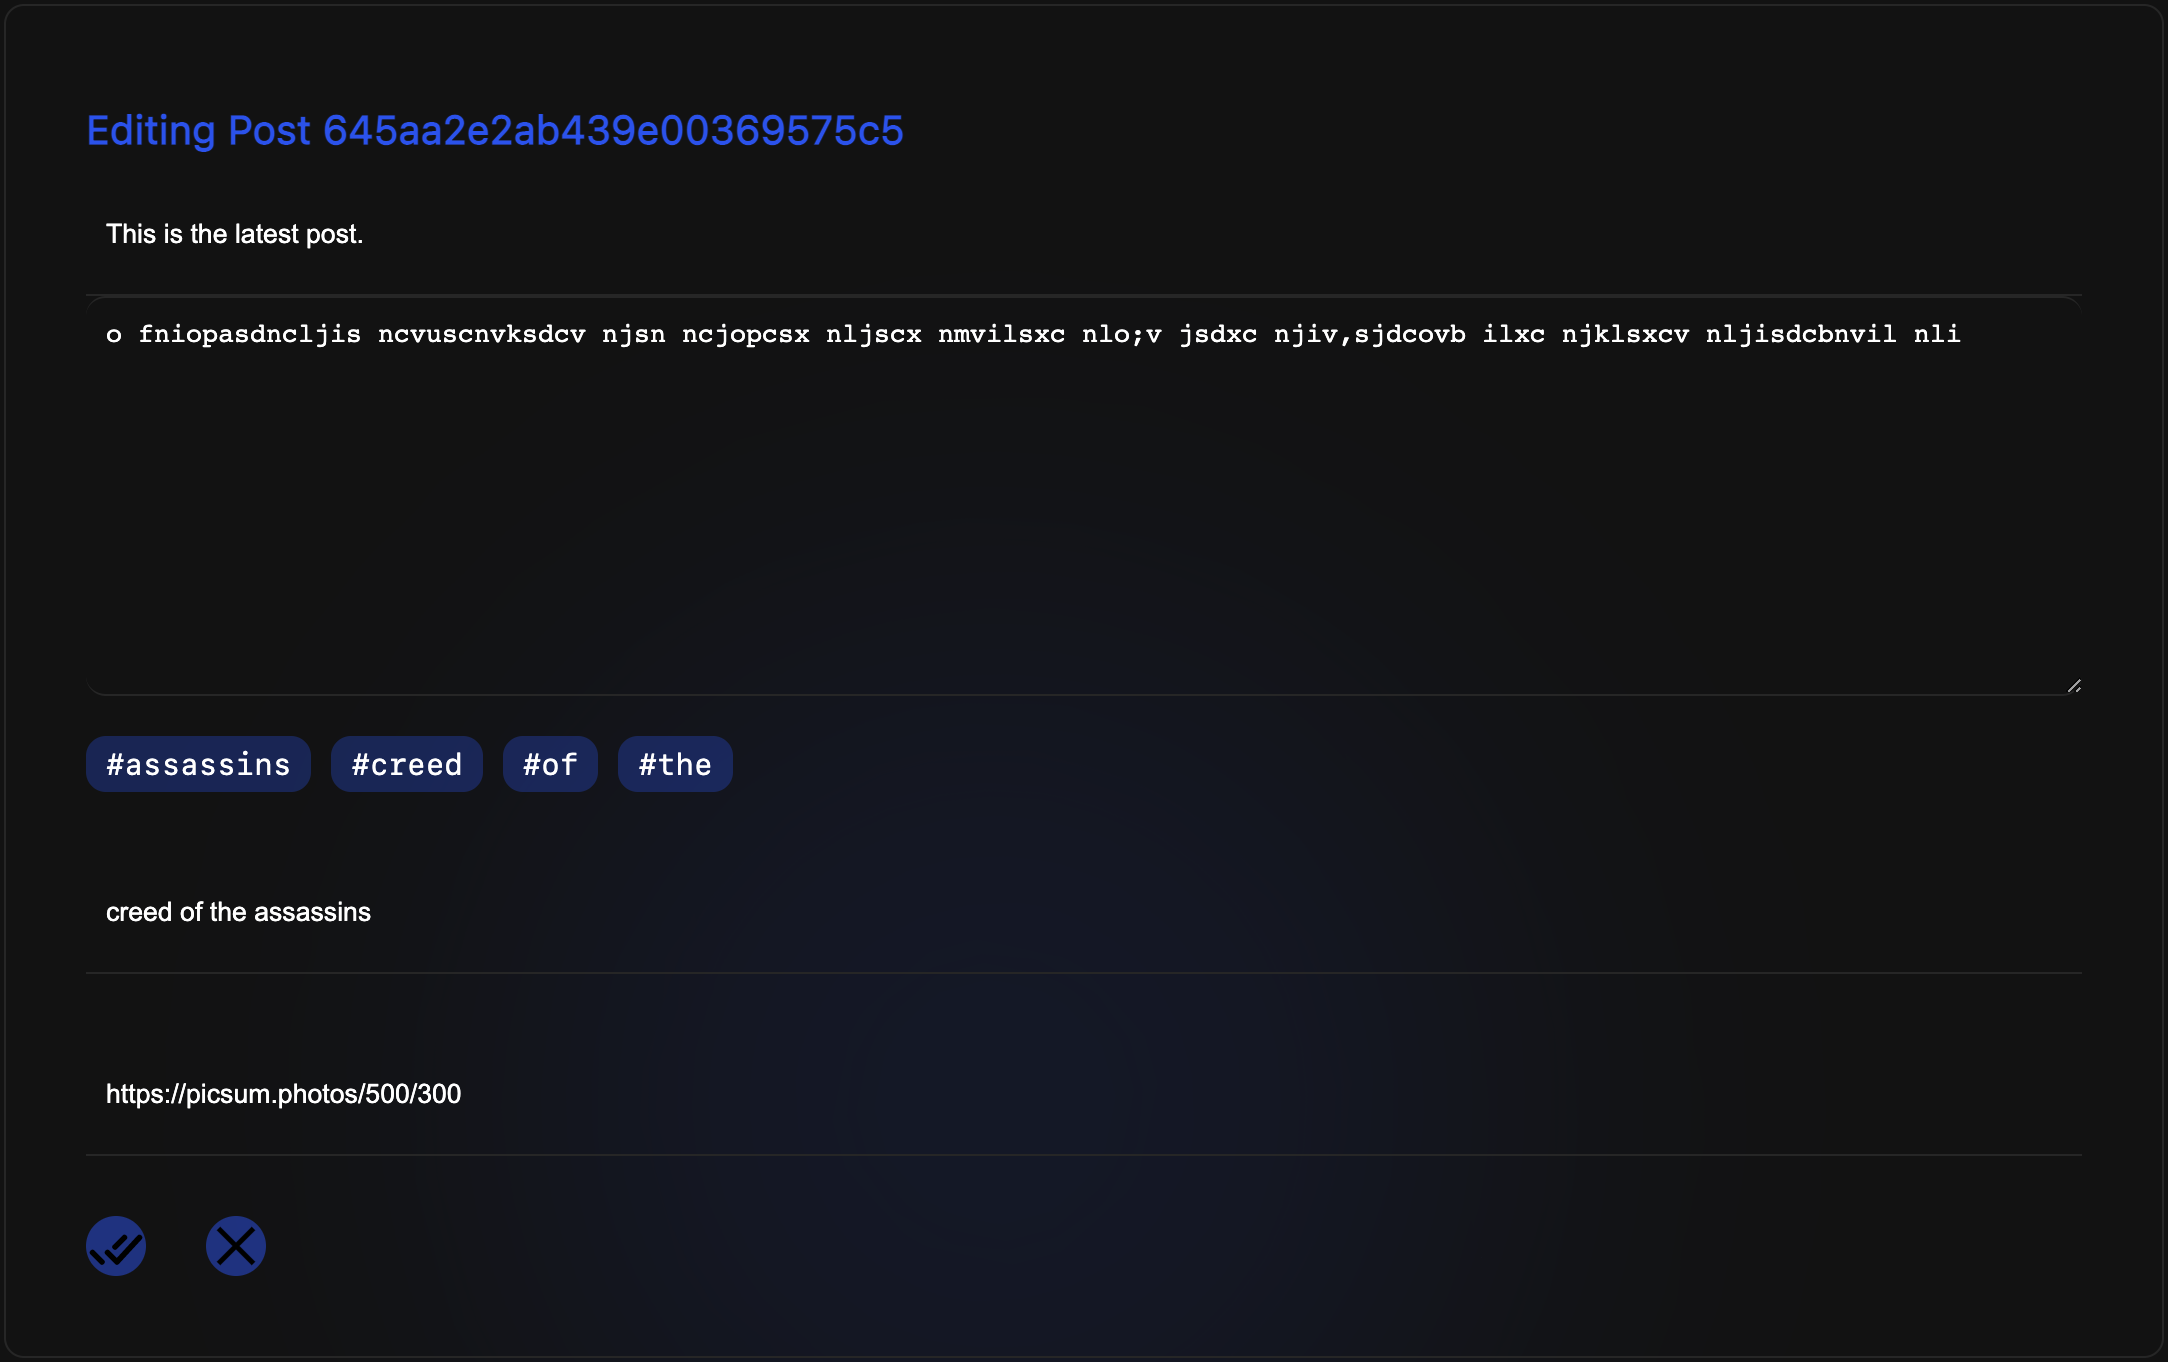 Editing Post 645aa2e2ab439e00369575c5
This is the latest post.
o fniopasdncljis ncvuscnvksdcv njsn ncjopcsx nljscx nmvilsxc nlo;v jsdxc njiv,sjdcovb ilxc njklsxcv nljisdcbnvil nli
#assassins #creed #of #the
creed of the assassins
https://picsum.photos/500/300